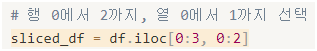 # 행 0에서 2까지, 열 0에서 1까지 선택
sliced_df = df.iloc[0:3, 0:2]